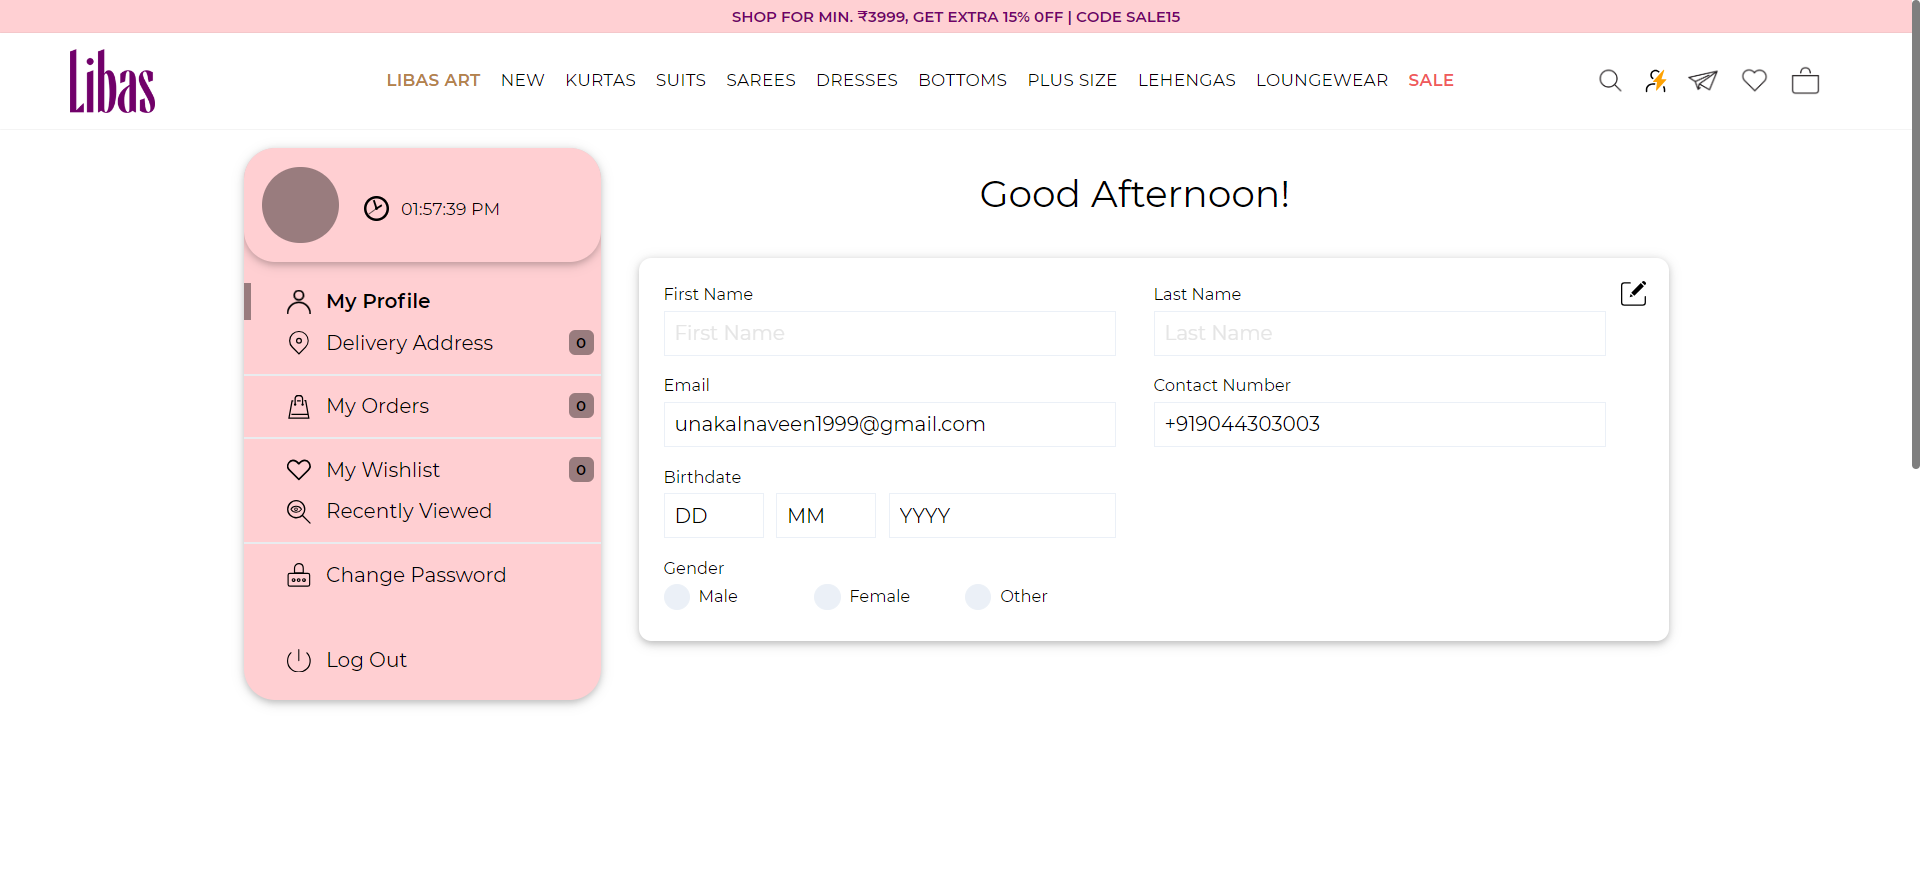 SHOP FOR MIN. ₹3999, GET EXTRA 15% 0FF | CODE SALE15
Libas
LIBAS ART NEW KURTAS SUITS SAREES DRESSES BOTTOMS PLUS SIZE LEHENGAS LOUNGEWEAR SALE
01:57:39 PM
My Profile
Delivery Address 0
My Orders 0
My Wishlist 0
Recently Viewed
Change Password
Log Out
Good Afternoon!
First Name Last Name
First Name Last Name
Email Contact Number
unakalnaveen1999@gmail.com +919044303003
Birthdate
DD MM YYYY
Gender
Male Female Other